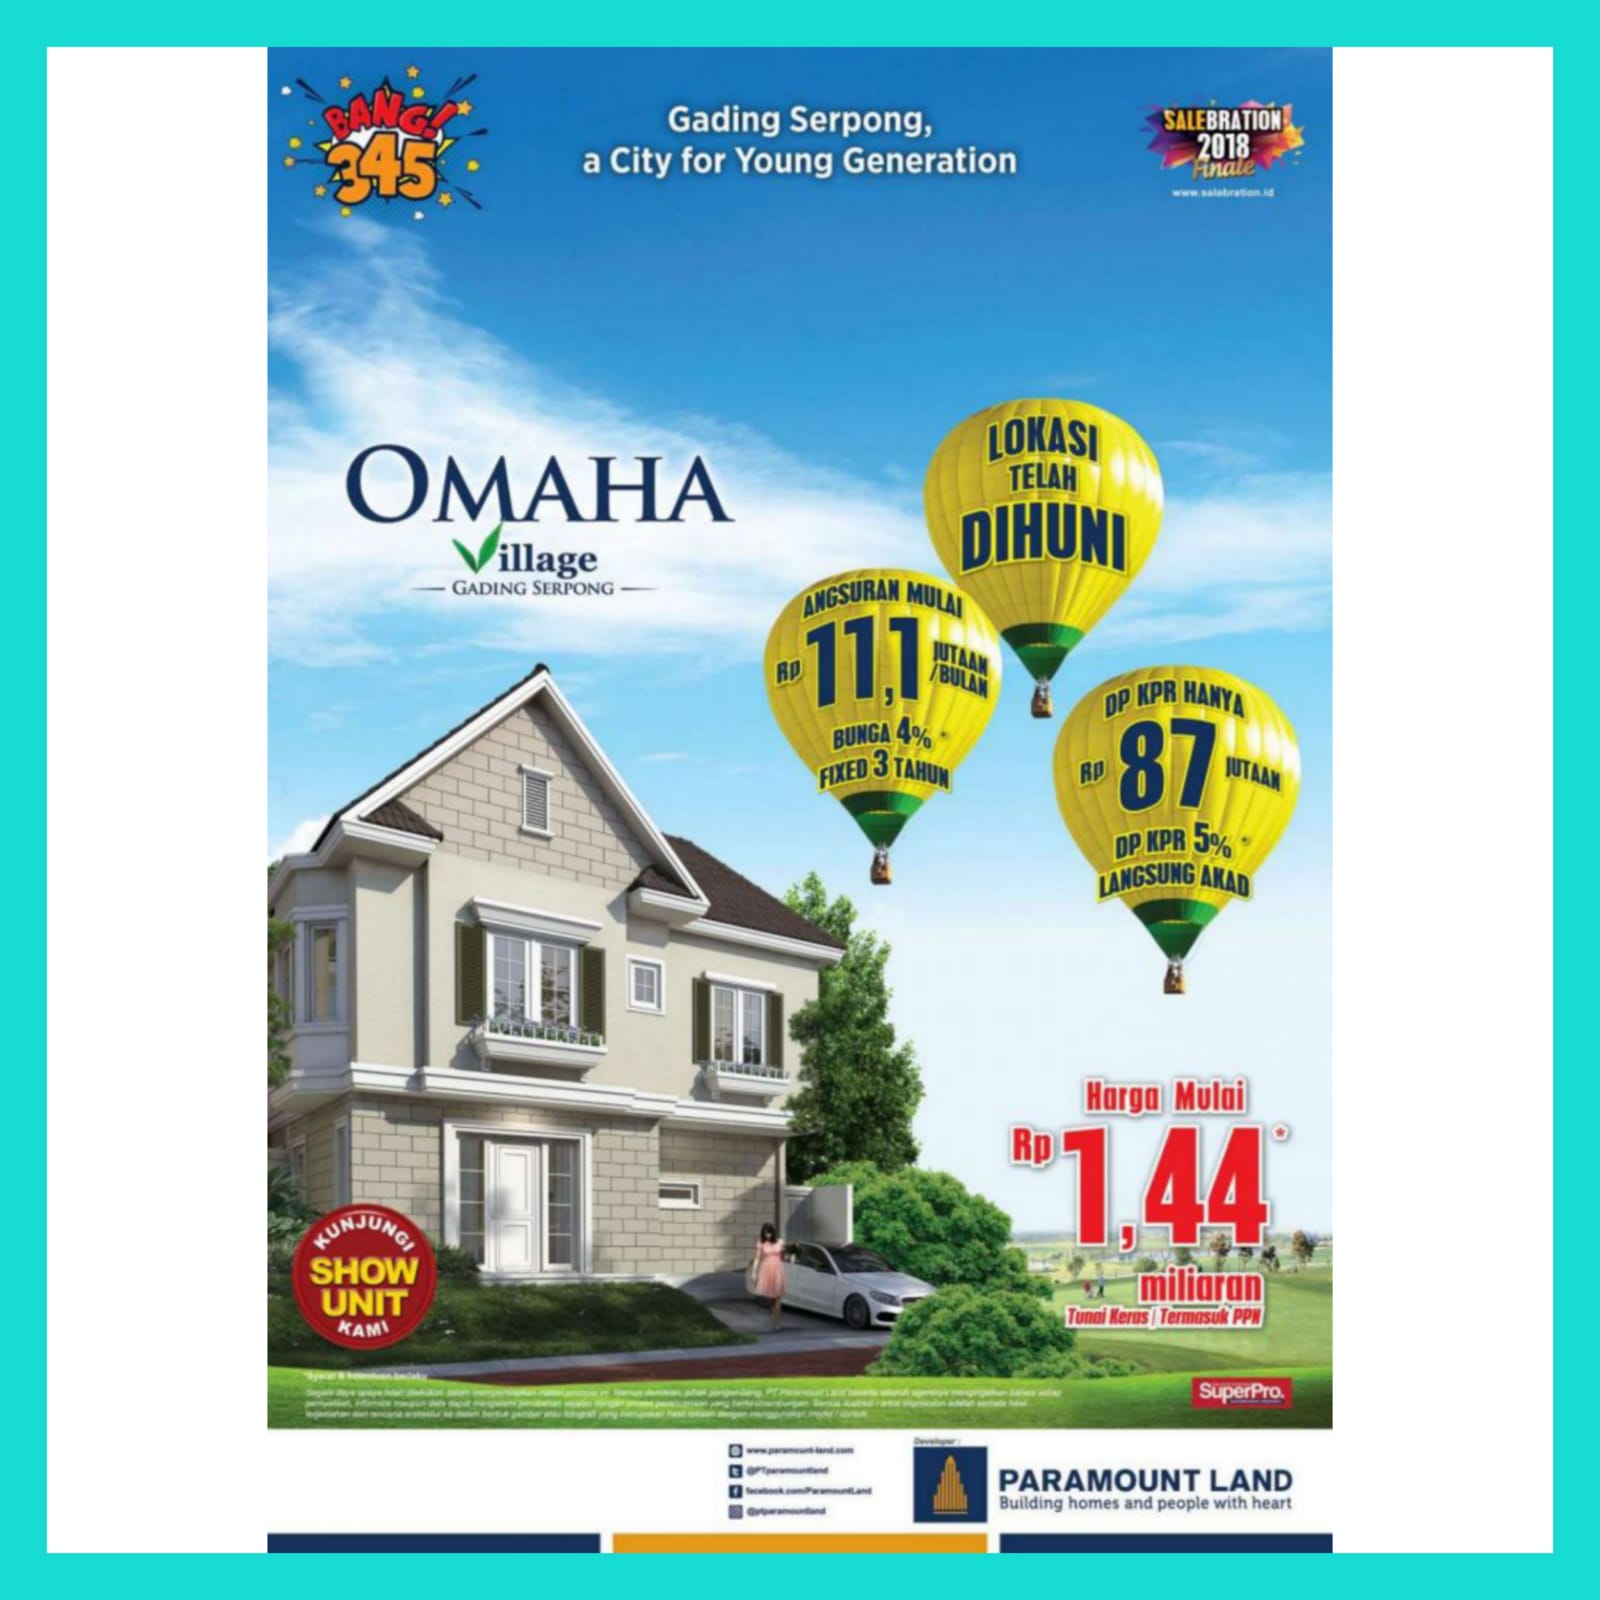 BANG!
345
Gading Serpong,
a City for Young Generation
SALEBRATION
2018
Finale
www.salebration.id
OMAHA
Village
GADING SERPONG
LOKASI
TELAH
DIHUNI
ANGSURAN MULAI
Rp 11,1 JUTAAN
/BULAN
BUNGA 4%*
FIXED 3 TAHUN
DP KPR HANYA
Rp 87 JUTAAN
DP KPR 5%*
LANGSUNG AKAD
Harga Mulai
Rp 1,44*
miliaran
Tunai Keras | Termasuk PPN
KUNJUNGI
SHOW
UNIT
KAMI
*Syarat & ketentuan berlaku
SuperPro.
www.paramount-land.com
@PTparamountland
facebook.com/ParamountLand
@ptparamountland
Developer :
PARAMOUNT LAND
Building homes and people with heart